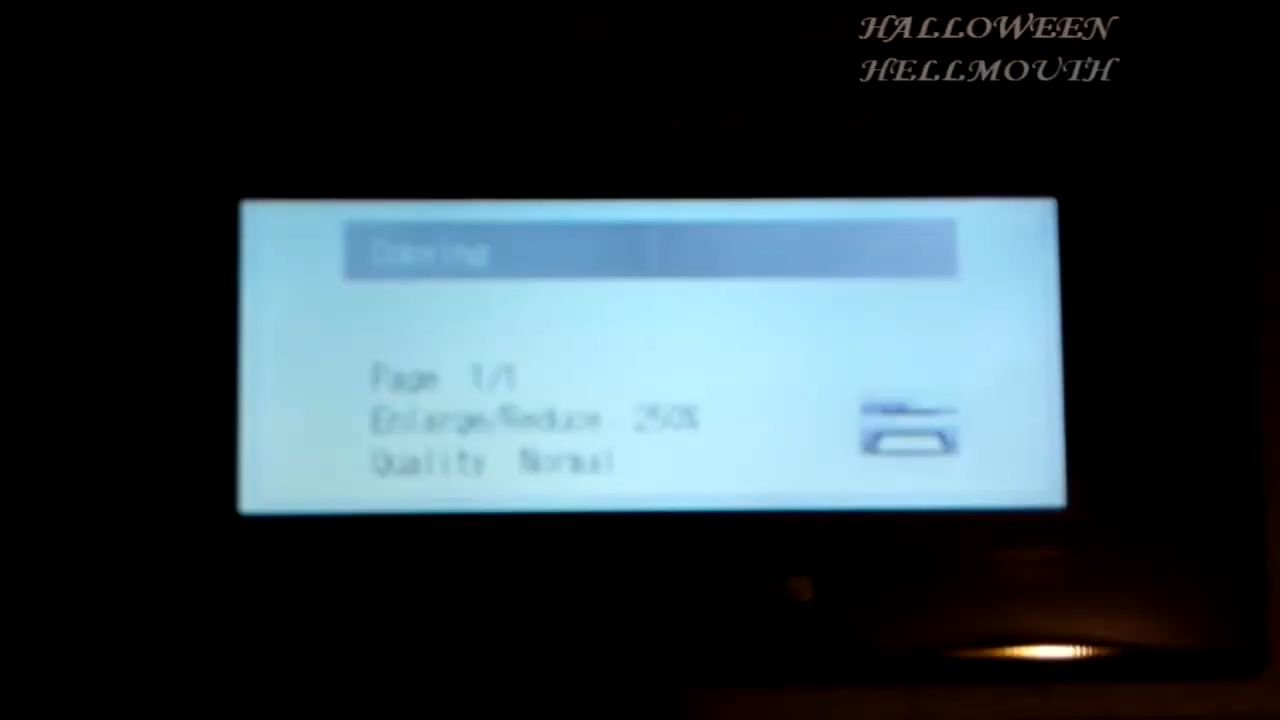 HALLOWEEN
HELLMOUTH
Copying
Page 1/1
Enlarge/Reduce 250%
Quality Normal